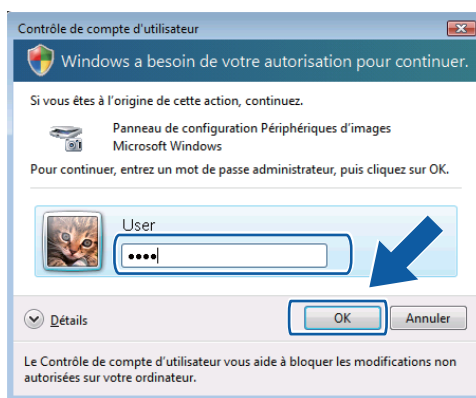 Contrôle de compte d'utilisateur
Windows a besoin de votre autorisation pour continuer.
Si vous êtes à l'origine de cette action, continuez.
Panneau de configuration Périphériques d'images
Microsoft Windows
Pour continuer, entrez un mot de passe administrateur, puis cliquez sur OK.
User
••••
Détails
OK
Annuler
Le Contrôle de compte d'utilisateur vous aide à bloquer les modifications non
autorisées sur votre ordinateur.